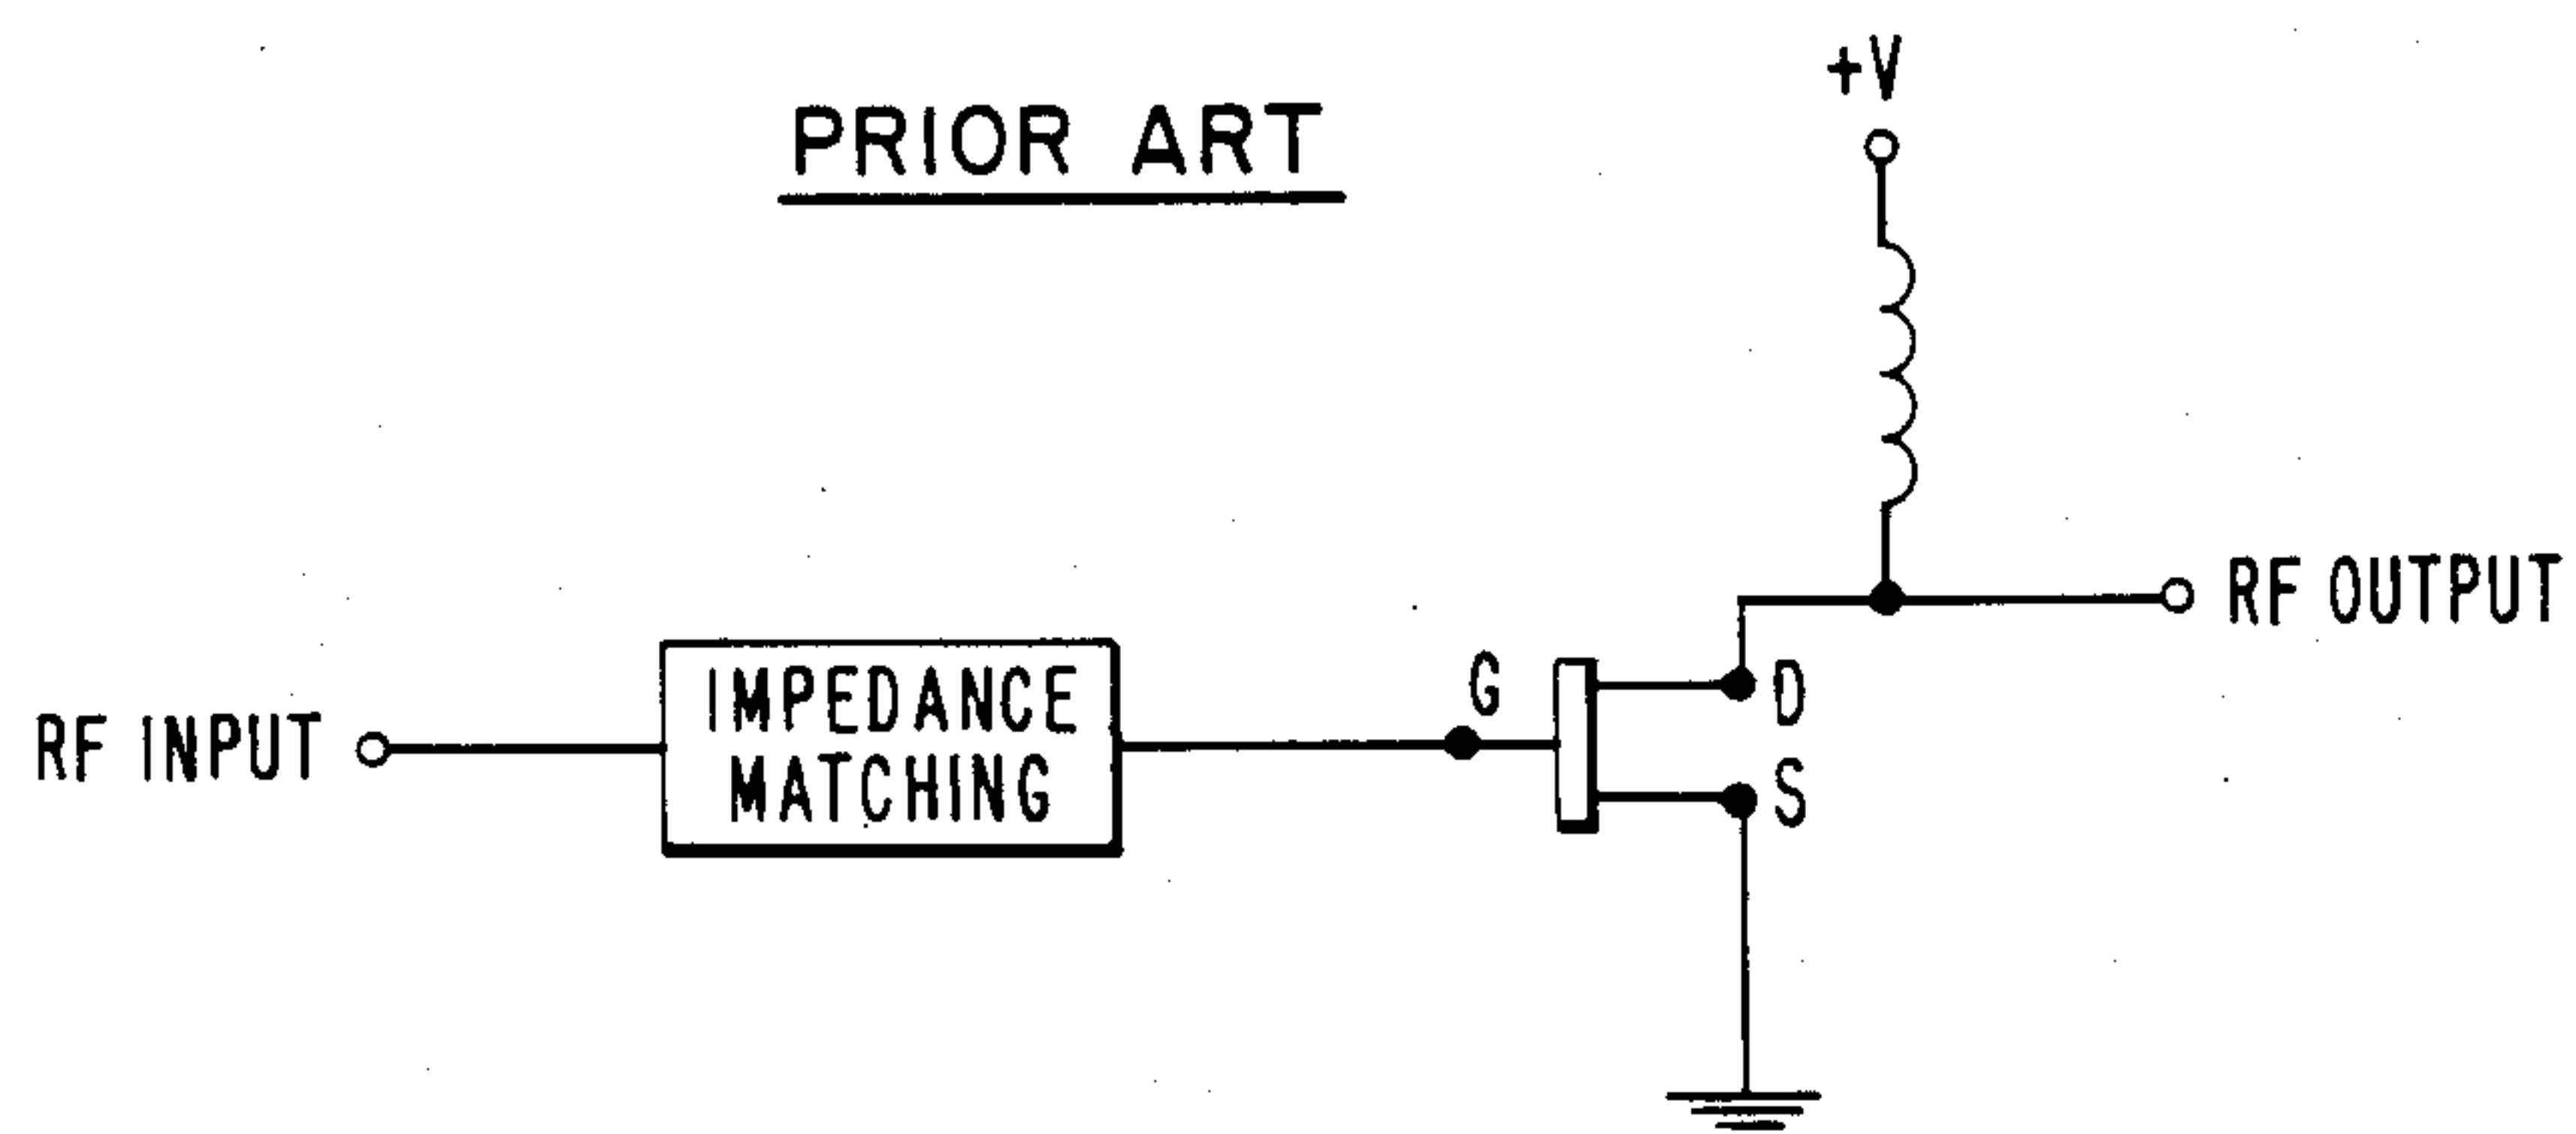 PRIOR ART
+V
RF OUTPUT
G
D
IMPEDANCE
MATCHING
RF INPUT
S